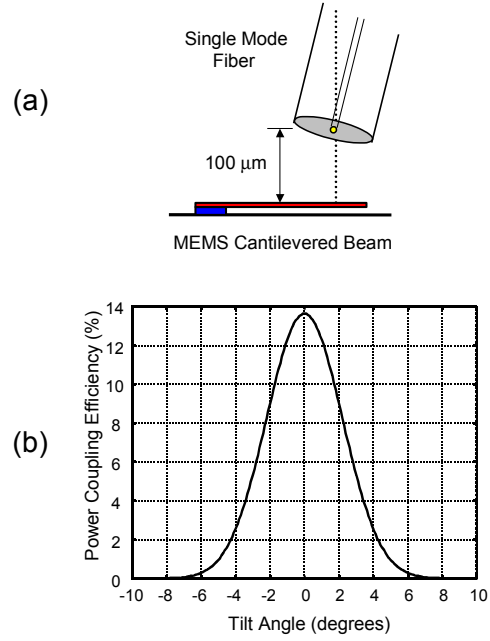 (a)
Single Mode
Fiber
100 μm
MEMS Cantilevered Beam
(b)
Power Coupling Efficiency (%)
14
12
10
8
6
4
2
0
-10 -8 -6 -4 -2 0 2 4 6 8 10
Tilt Angle (degrees)